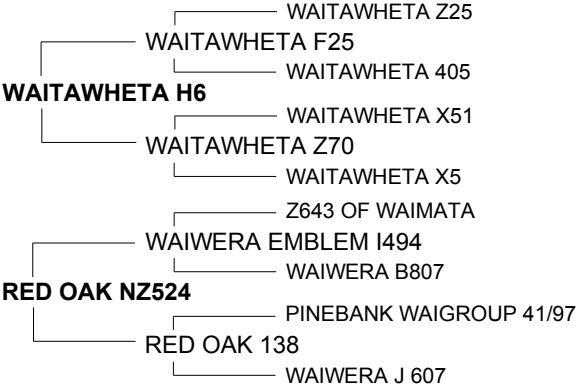 WAITAWHETA Z25
WAITAWHETA F25
WAITAWHETA 405
WAITAWHETA H6
WAITAWHETA X51
WAITAWHETA Z70
WAITAWHETA X5
Z643 OF WAIMATA
WAIWERA EMBLEM I494
WAIWERA B807
RED OAK NZ524
PINEBANK WAIGROUP 41/97
RED OAK 138
WAIWERA J 607